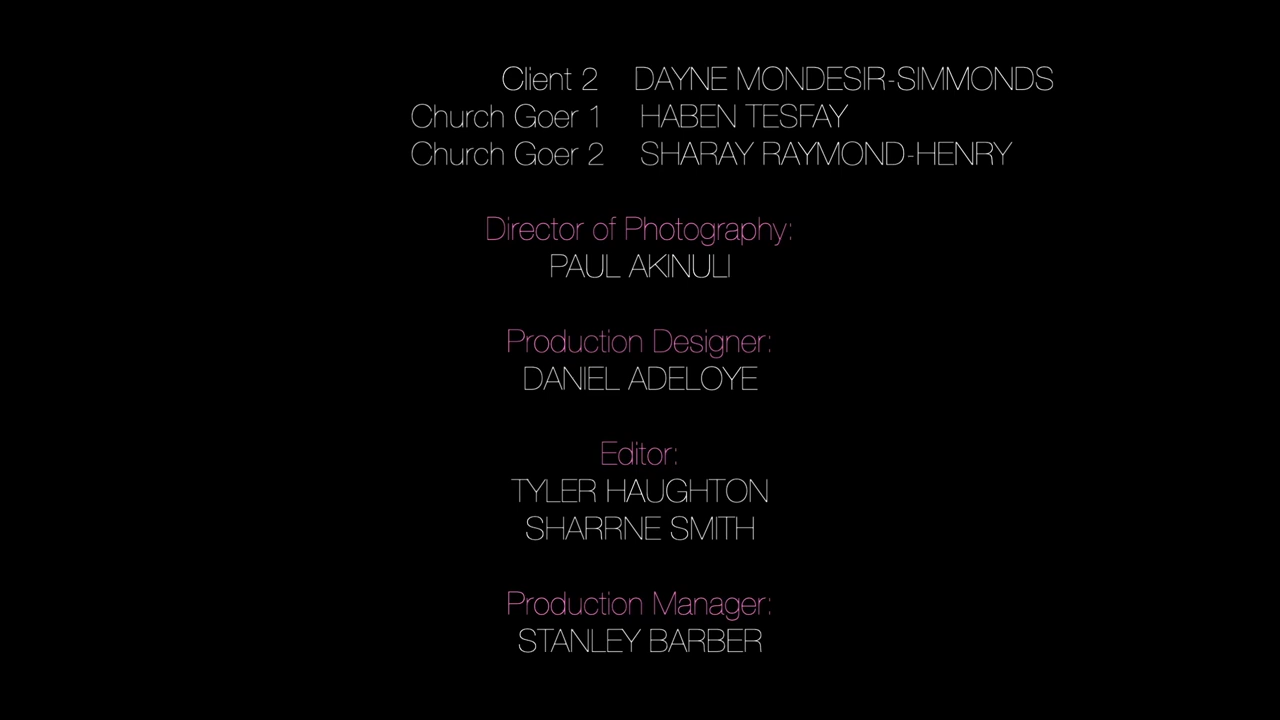 Client 2 DAYNE MONDESIR-SIMMONDS
Church Goer 1 HABEN TESFAY
Church Goer 2 SHARAY RAYMOND-HENRY
Director of Photography:
PAUL AKINULI
Production Designer:
DANIEL ADELOYE
Editor:
TYLER HAUGHTON
SHARRNE SMITH
Production Manager:
STANLEY BARBER